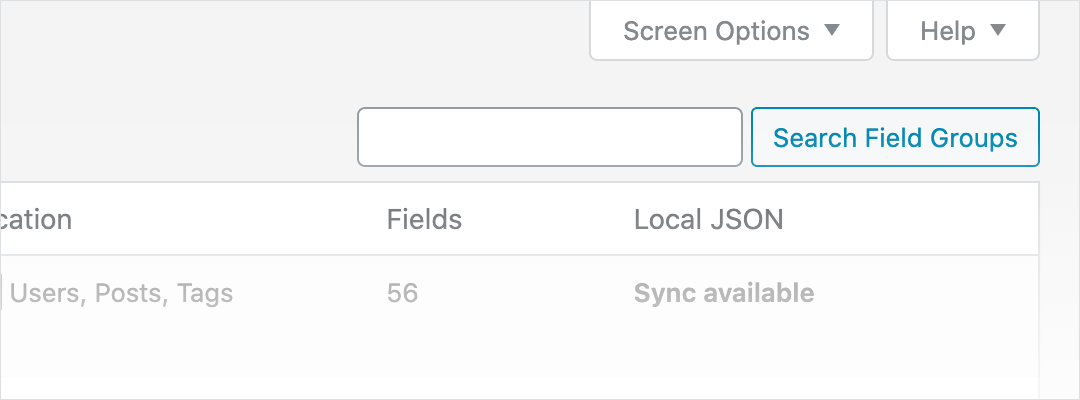 Screen Options Help
Search Field Groups
cation Fields Local JSON
Users, Posts, Tags 56 Sync available